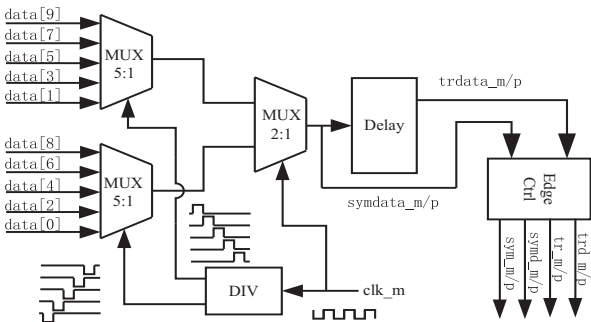 data[9]
data[7]
data[5]
data[3]
data[1]
MUX
5:1
data[8]
data[6]
data[4]
data[2]
data[0]
MUX
5:1
MUX
2:1
Delay
trdata_m/p
symdata_m/p
Edge
Ctrl
sym_m/p
symd_m/p
tr_m/p
trd_m/p
DIV
clk_m